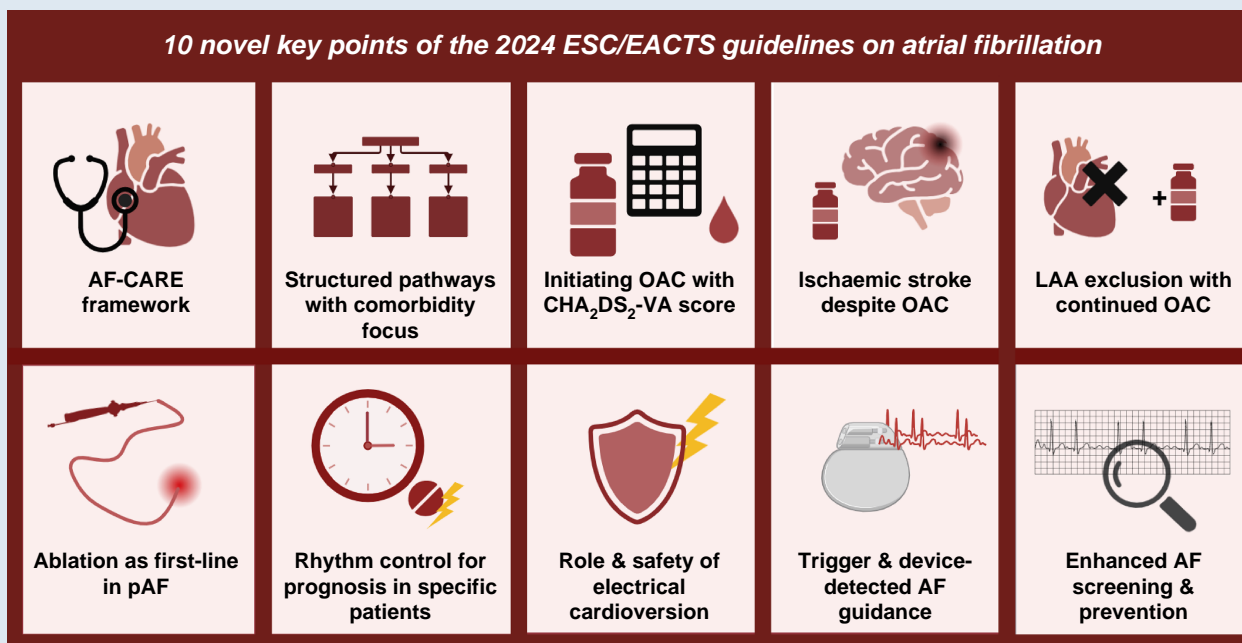 10 novel key points of the 2024 ESC/EACTS guidelines on atrial fibrillation
AF-CARE
framework
Structured pathways
with comorbidity
focus
Initiating OAC with
CHA₂DS₂-VA score
Ischaemic stroke
despite OAC
+
LAA exclusion with
continued OAC
Ablation as first-line
in pAF
Rhythm control for
prognosis in specific
patients
Role & safety of
electrical
cardioversion
Trigger & device-
detected AF
guidance
Enhanced AF
screening &
prevention